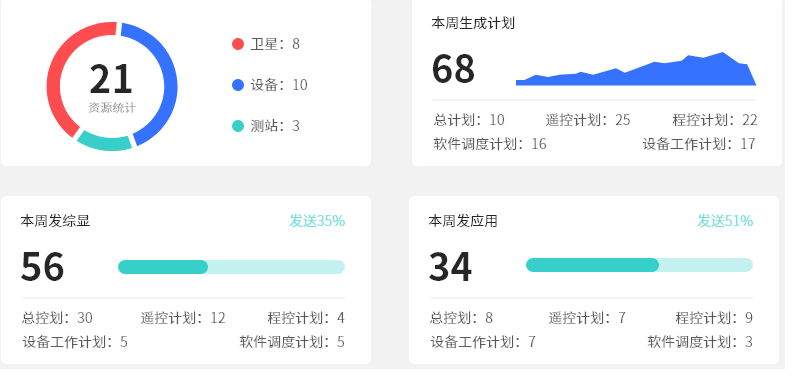 21
资源统计
卫星：8
设备：10
测站：3
本周生成计划
68
总计划：10 遥控计划：25 程控计划：22
软件调度计划：16 设备工作计划：17
本周发综显 发送35%
56
总控划：30 遥控计划：12 程控计划：4
设备工作计划：5 软件调度计划：5
本周发应用 发送51%
34
总控划：8 遥控计划：7 程控计划：9
设备工作计划：7 软件调度计划：3